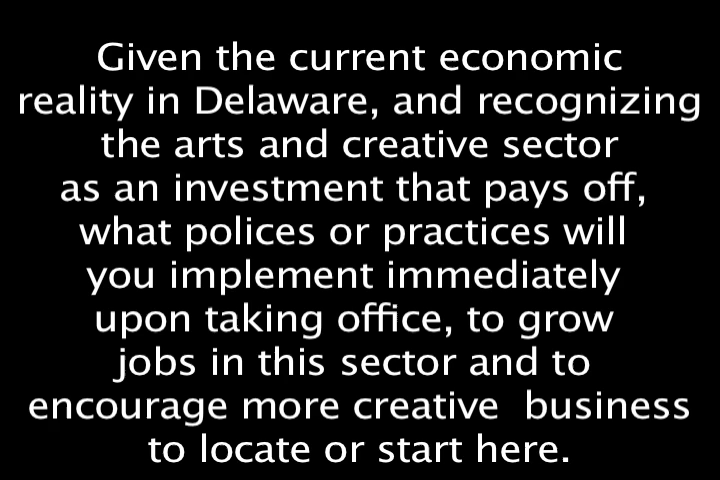 Given the current economic
reality in Delaware, and recognizing
the arts and creative sector
as an investment that pays off,
what polices or practices will
you implement immediately
upon taking office, to grow
jobs in this sector and to
encourage more creative  business
to locate or start here.